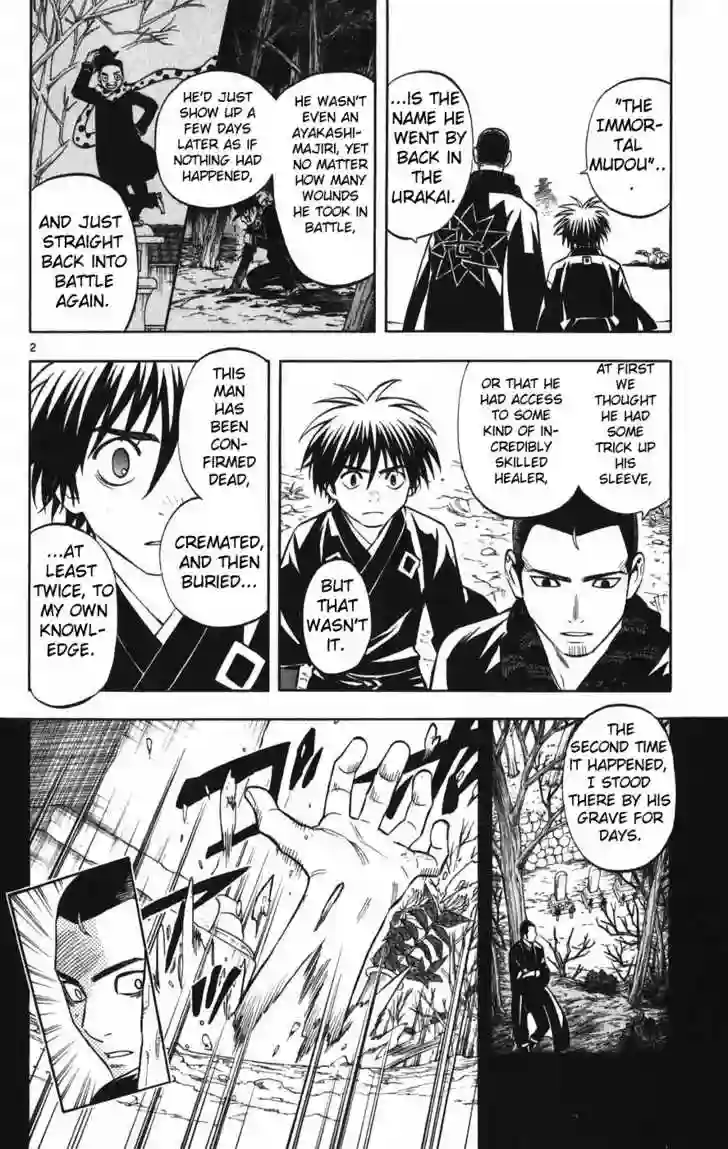 "THE
IMMOR-
TAL
MUDOU"...
...IS THE
NAME HE
WENT BY
BACK IN
THE
URAKAI.
HE WASN'T
EVEN AN
AYAKASHI-
MAJIRI, YET
NO MATTER
HOW MANY
WOUNDS
HE TOOK IN
BATTLE,
HE'D JUST
SHOW UP A
FEW DAYS
LATER AS IF
NOTHING HAD
HAPPENED,
AND JUST
STRAIGHT
BACK INTO
BATTLE
AGAIN.
2
AT FIRST
WE
THOUGHT
HE HAD
SOME
TRICK UP
HIS
SLEEVE,
OR THAT HE
HAD ACCESS
TO SOME
KIND OF IN-
CREDIBLY
SKILLED
HEALER,
BUT
THAT
WASN'T
IT.
THIS
MAN
HAS
BEEN
CON-
FIRMED
DEAD,
CREMATED,
AND THEN
BURIED...
...AT
LEAST
TWICE, TO
MY OWN
KNOWL-
EDGE.
THE
SECOND TIME
IT HAPPENED,
I STOOD
THERE BY HIS
GRAVE FOR
DAYS.